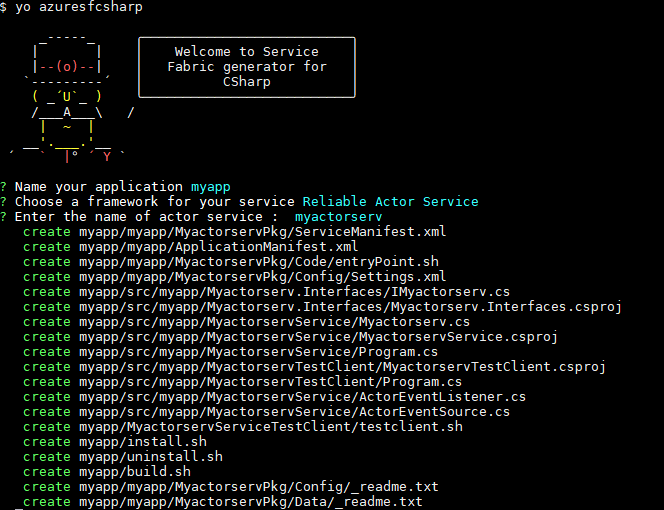 $ yo azuresfcsharp
     _-----_
    |       |
    |--(o)--|
   `---------´
    ( _´U`_ )
    /___A___\   /
     |  ~  |
   __'.___.'__
 ´   `  |° ´ Y `
Welcome to Service
Fabric generator for
CSharp
? Name your application myapp
? Choose a framework for your service Reliable Actor Service
? Enter the name of actor service :  myactorserv
   create myapp/myapp/MyactorservPkg/ServiceManifest.xml
   create myapp/myapp/ApplicationManifest.xml
   create myapp/myapp/MyactorservPkg/Code/entryPoint.sh
   create myapp/myapp/MyactorservPkg/Config/Settings.xml
   create myapp/src/myapp/Myactorserv.Interfaces/IMyactorserv.cs
   create myapp/src/myapp/Myactorserv.Interfaces/Myactorserv.Interfaces.csproj
   create myapp/src/myapp/MyactorservService/Myactorserv.cs
   create myapp/src/myapp/MyactorservService/MyactorservService.csproj
   create myapp/src/myapp/MyactorservService/Program.cs
   create myapp/src/myapp/MyactorservTestClient/MyactorservTestClient.csproj
   create myapp/src/myapp/MyactorservTestClient/Program.cs
   create myapp/src/myapp/MyactorservService/ActorEventListener.cs
   create myapp/src/myapp/MyactorservService/ActorEventSource.cs
   create myapp/MyactorservServiceTestClient/testclient.sh
   create myapp/install.sh
   create myapp/uninstall.sh
   create myapp/build.sh
   create myapp/myapp/MyactorservPkg/Config/_readme.txt
  _create myapp/myapp/MyactorservPkg/Data/_readme.txt